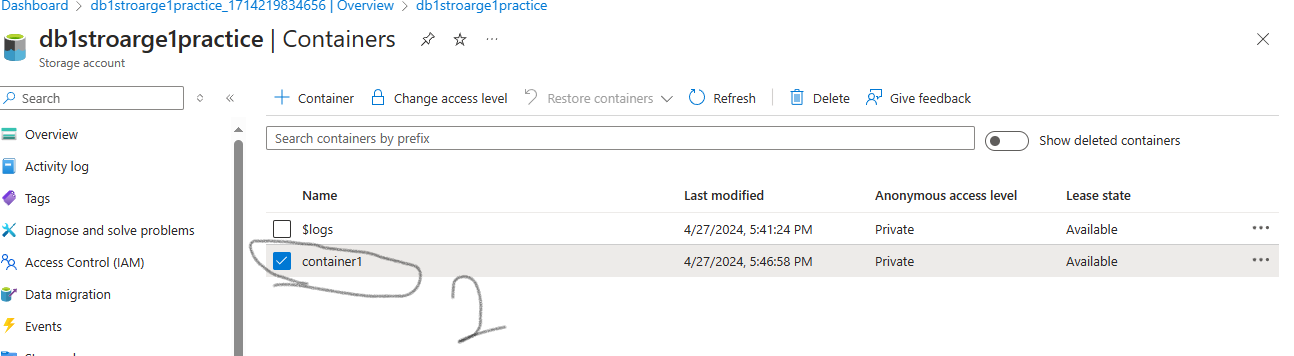 Dashboard > db1stroarge1practice_1714219834656 | Overview > db1stroarge1practice
db1stroarge1practice | Containers
Storage account
Search
+ Container Change access level Restore containers Refresh Delete Give feedback
Search containers by prefix
Show deleted containers
Overview
Activity log
Tags
Diagnose and solve problems
Access Control (IAM)
Data migration
Events
Name Last modified Anonymous access level Lease state
$logs 4/27/2024, 5:41:24 PM Private Available
container1 4/27/2024, 5:46:58 PM Private Available
2